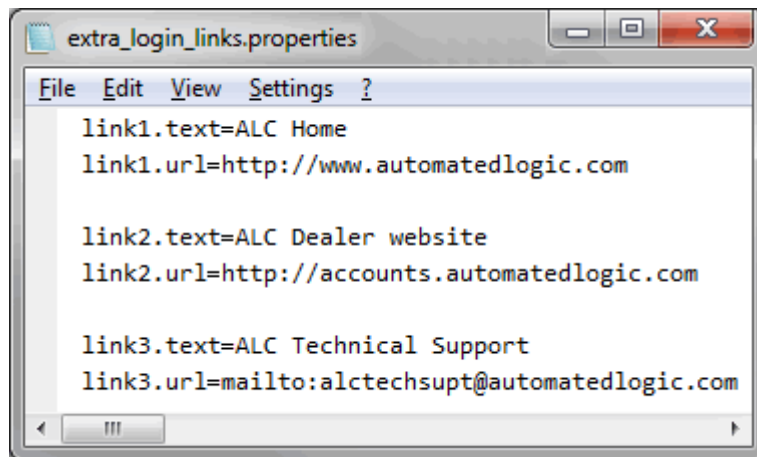 extra_login_links.properties
File Edit View Settings ?
link1.text=ALC Home
link1.url=http://www.automatedlogic.com
link2.text=ALC Dealer website
link2.url=http://accounts.automatedlogic.com
link3.text=ALC Technical Support
link3.url=mailto:alctechsupt@automatedlogic.com